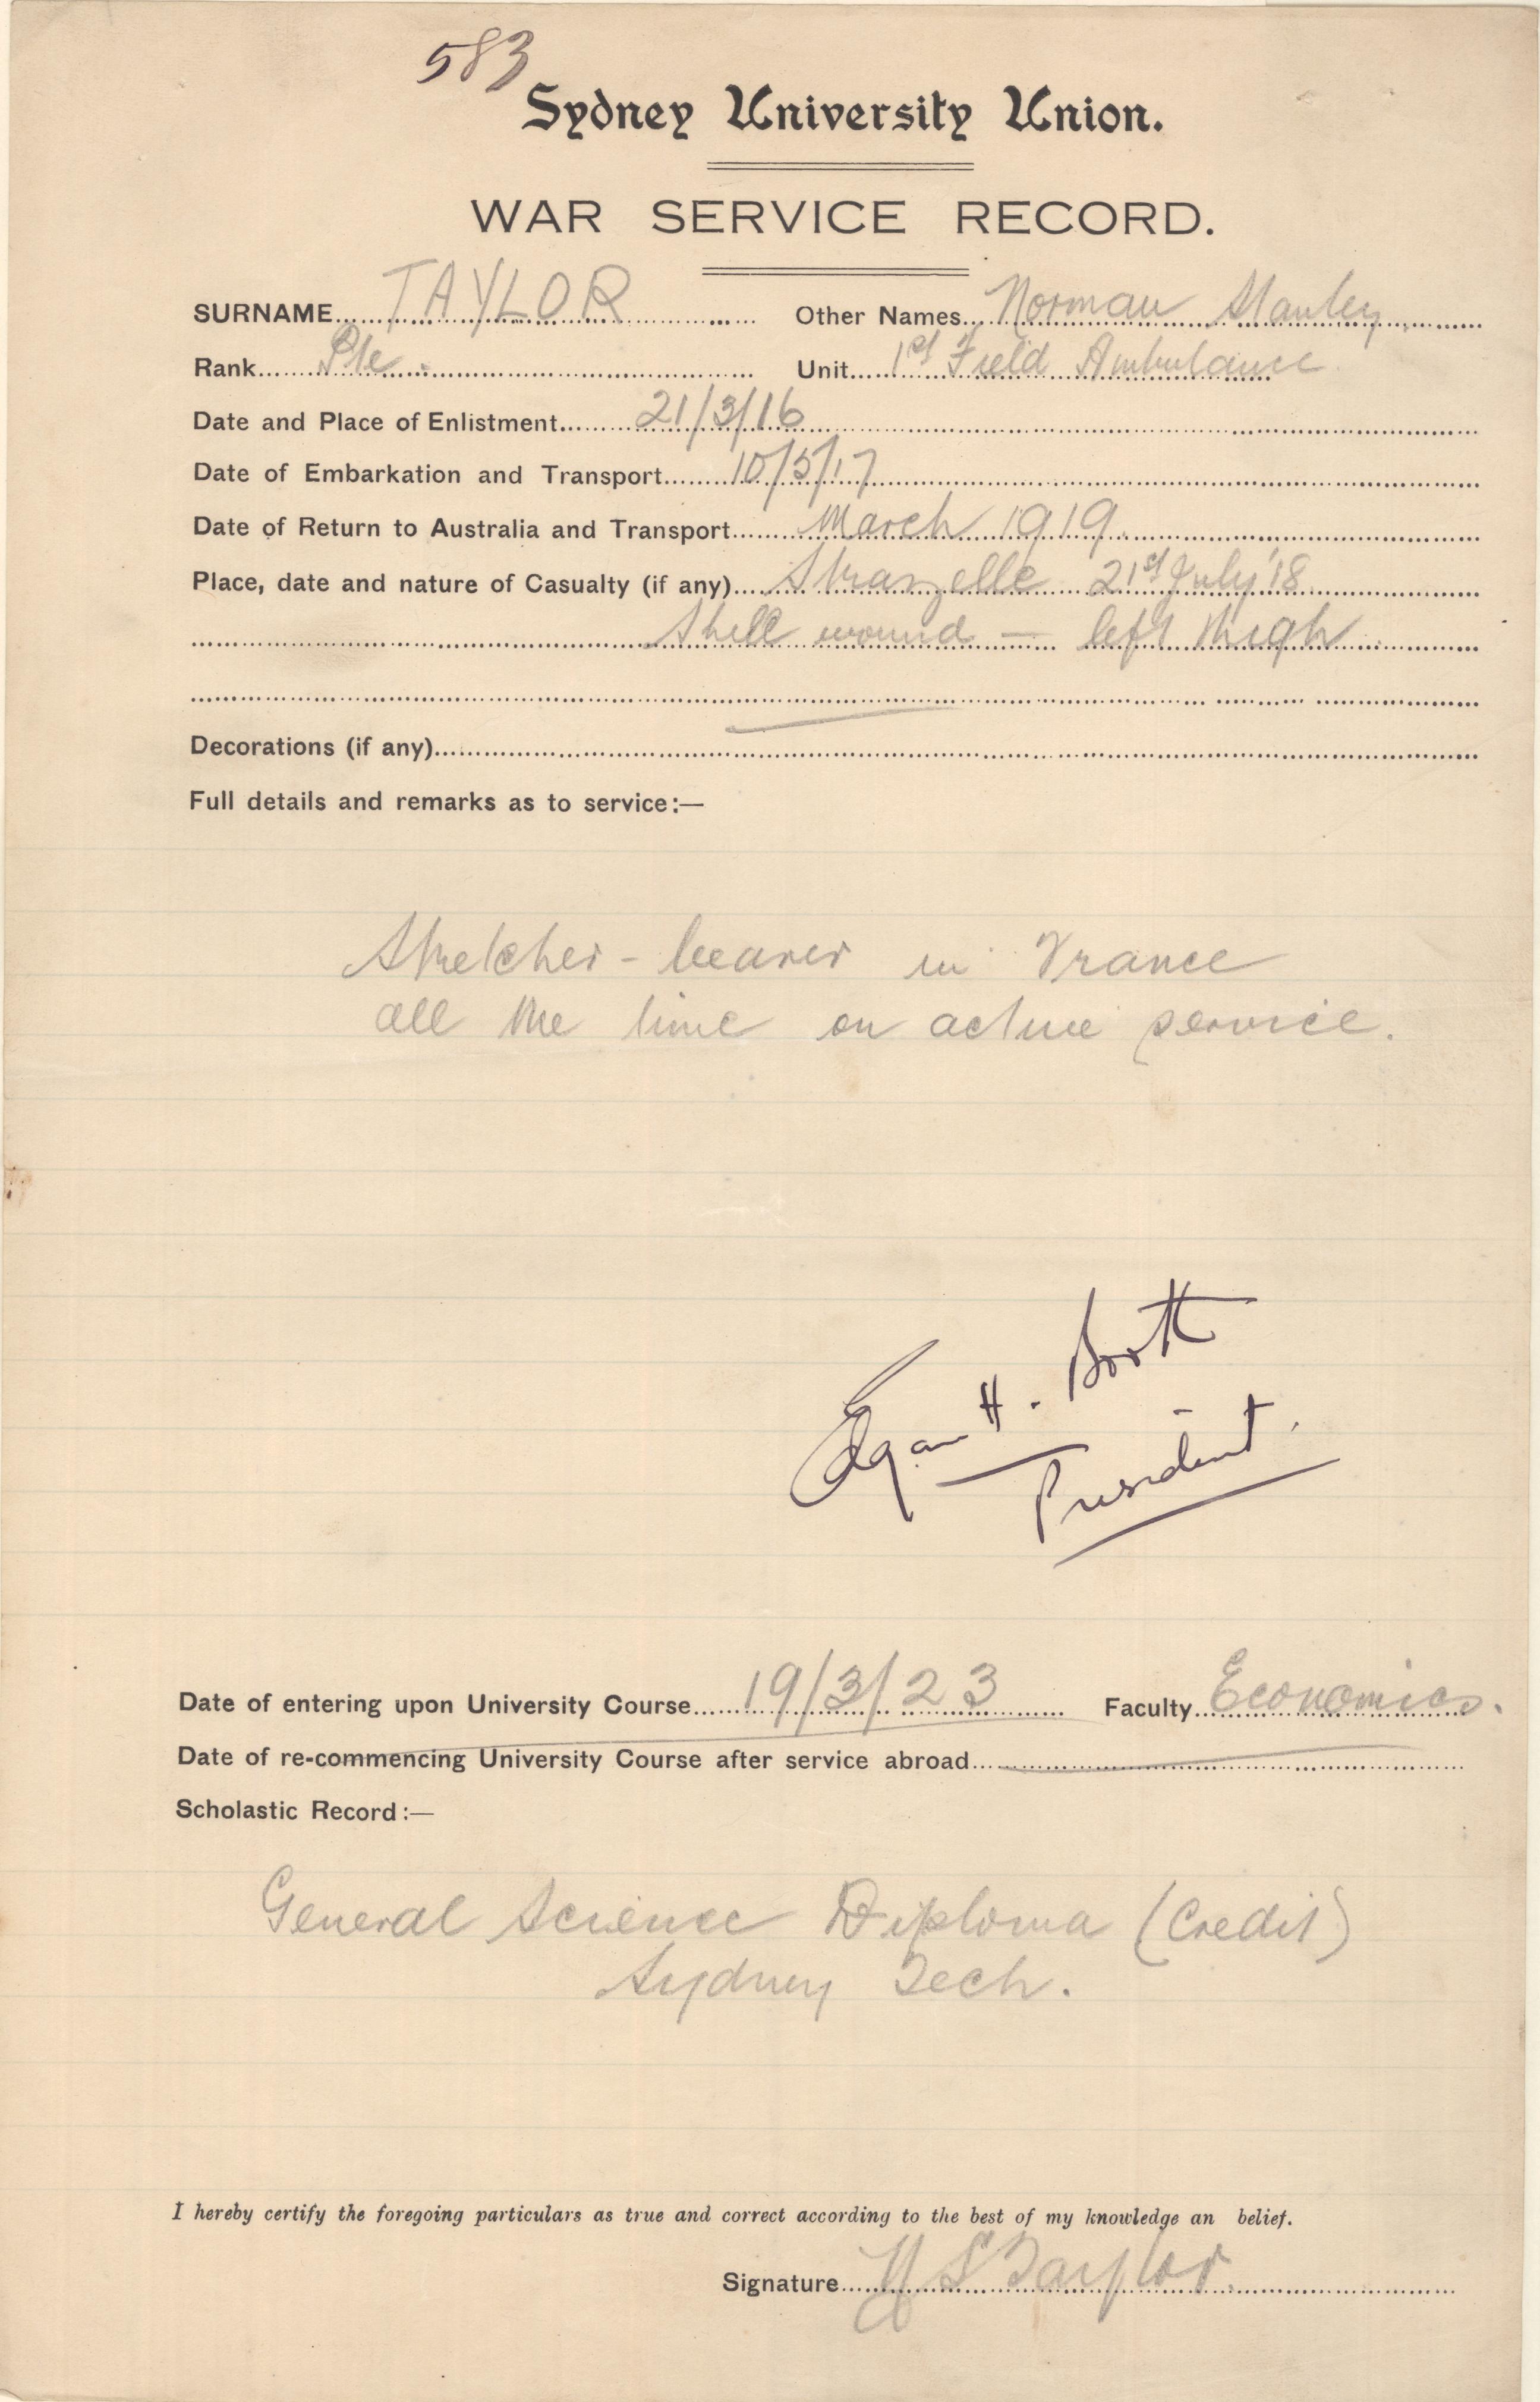 583
Sydney University Union.
WAR SERVICE RECORD.
SURNAME TAYLOR Other Names Norman Stanley
Rank Pte. Unit 1st Field Ambulance
Date and Place of Enlistment 21/3/16
Date of Embarkation and Transport 10/5/17
Date of Return to Australia and Transport March 1919.
Place, date and nature of Casualty (if any) Strazelle 21st July '18
Shell wound — left thigh
Decorations (if any)
Full details and remarks as to service:—
Stretcher-bearer in France
all the time on active service.
Edgar H. Booth
President.
Date of entering upon University Course 19/3/23 Faculty Economics.
Date of re-commencing University Course after service abroad
Scholastic Record:—
General Science Diploma (Credit)
Sydney Tech.
I hereby certify the foregoing particulars as true and correct according to the best of my knowledge an belief.
Signature N S Taylor.